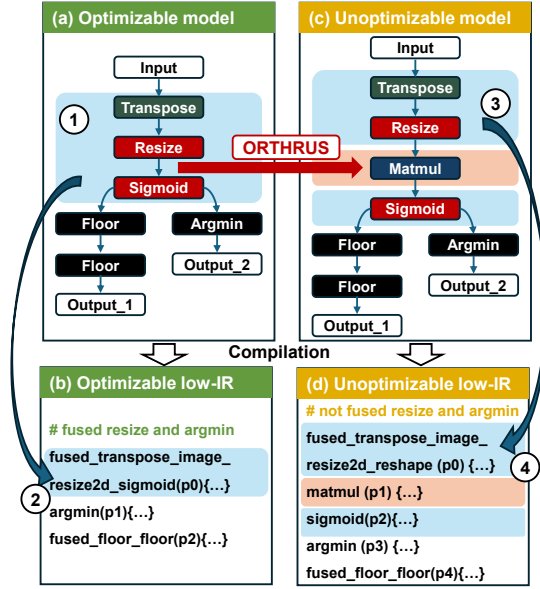 (a) Optimizable model
Input
1
Transpose
Resize
Sigmoid
Floor
Argmin
Floor
Output_2
Output_1
ORTHRUS
(c) Unoptimizable model
Input
3
Transpose
Resize
Matmul
Sigmoid
Floor
Argmin
Floor
Output_2
Output_1
Compilation
(b) Optimizable low-IR
# fused resize and argmin
fused_transpose_image_
2
resize2d_sigmoid(p0){...}
argmin(p1){...}
fused_floor_floor(p2){...}
(d) Unoptimizable low-IR
# not fused resize and argmin
fused_transpose_image_
4
resize2d_reshape (p0) {...}
matmul (p1) {...}
sigmoid(p2){...}
argmin (p3) {...}
fused_floor_floor(p4){...}